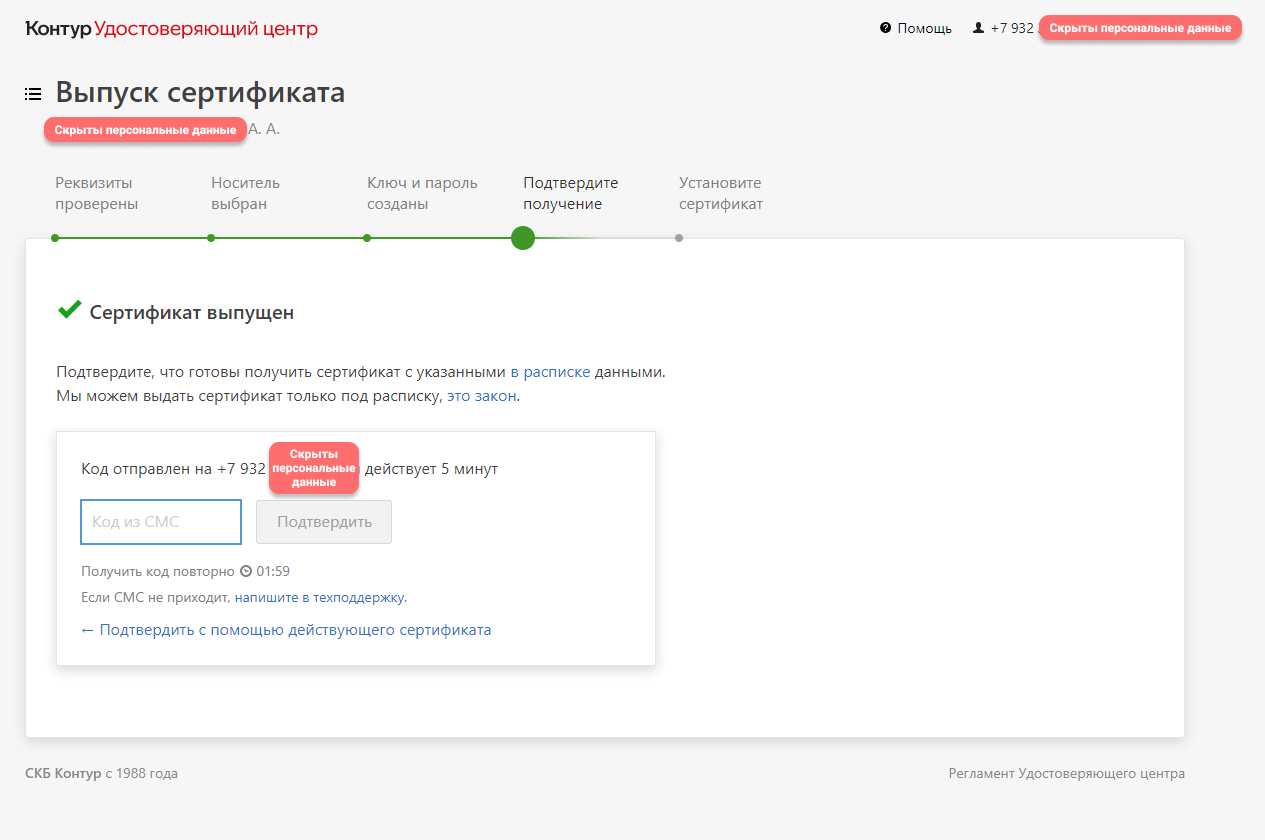 Контур Удостоверяющий центр
Помощь +7 932 Скрыты персональные данные
Выпуск сертификата
Скрыты персональные данные А. А.
Реквизиты проверены
Носитель выбран
Ключ и пароль созданы
Подтвердите получение
Установите сертификат
Сертификат выпущен
Подтвердите, что готовы получить сертификат с указанными в расписке данными.
Мы можем выдать сертификат только под расписку, это закон.
Код отправлен на +7 932 Скрыты персональные данные действует 5 минут
Код из СМС Подтвердить
Получить код повторно 01:59
Если СМС не приходит, напишите в техподдержку.
← Подтвердить с помощью действующего сертификата
СКБ Контур с 1988 года Регламент Удостоверяющего центра